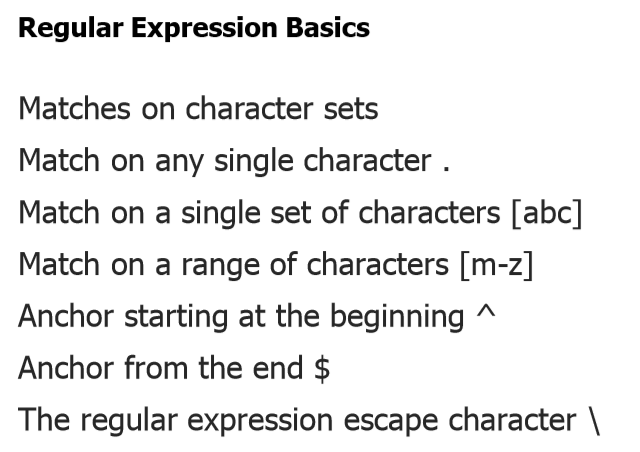 Regular Expression Basics
Matches on character sets
Match on any single character .
Match on a single set of characters [abc]
Match on a range of characters [m-z]
Anchor starting at the beginning ^
Anchor from the end $
The regular expression escape character \